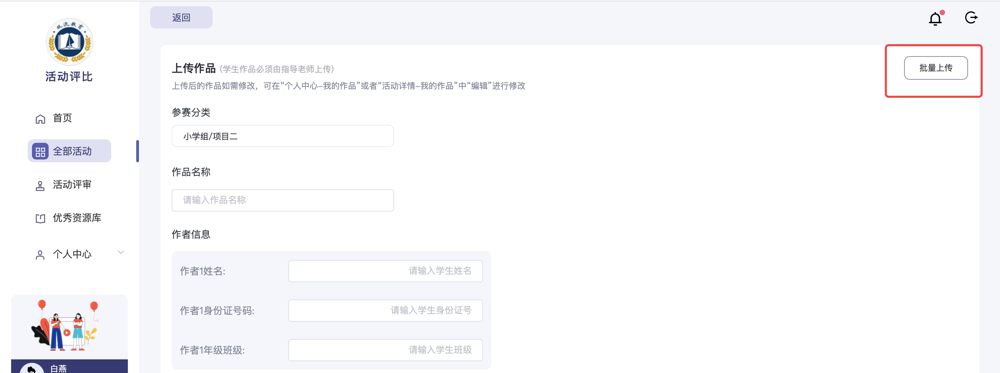 双流教育
活动评比
首页
全部活动
活动评审
优秀资源库
个人中心
白燕
返回
上传作品 (学生作品必须由指导老师上传)
批量上传
上传后的作品如需修改，可在“个人中心–我的作品”或者“活动详情–我的作品”中“编辑”进行修改
参赛分类
小学组/项目二
作品名称
请输入作品名称
作者信息
作者1姓名: 请输入学生姓名
作者1身份证号码: 请输入学生身份证号
作者1年级班级: 请输入学生班级